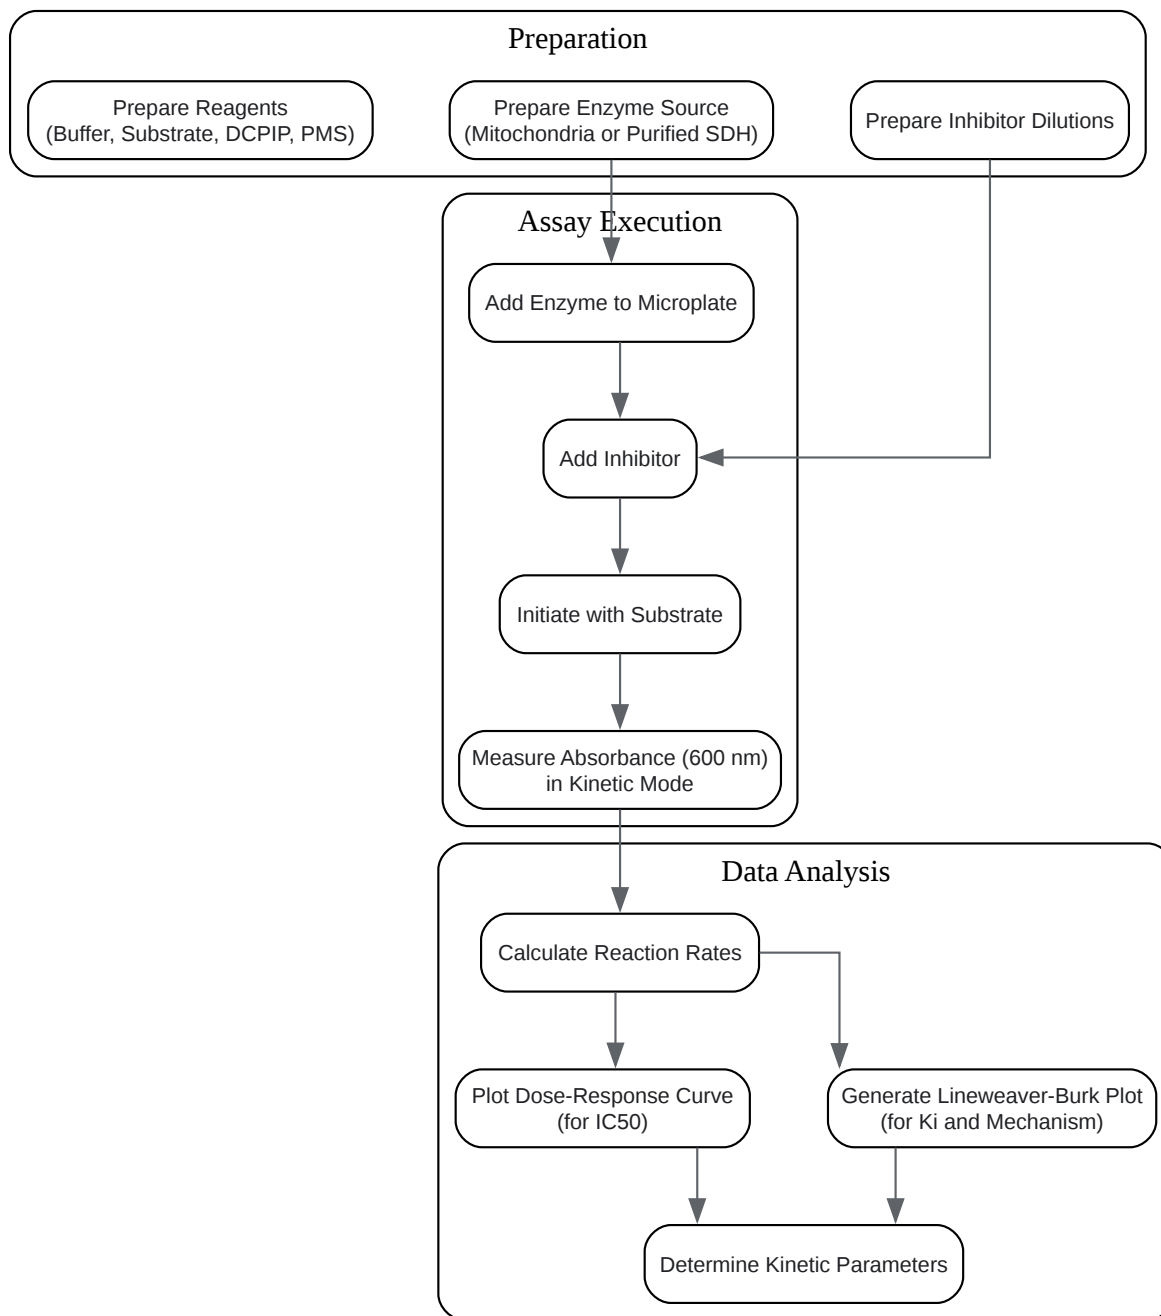 Preparation
Prepare Reagents
(Buffer, Substrate, DCPIP, PMS)
Prepare Enzyme Source
(Mitochondria or Purified SDH)
Prepare Inhibitor Dilutions
Assay Execution
Add Enzyme to Microplate
Add Inhibitor
Initiate with Substrate
Measure Absorbance (600 nm)
in Kinetic Mode
Data Analysis
Calculate Reaction Rates
Plot Dose-Response Curve
(for IC50)
Generate Lineweaver-Burk Plot
(for Ki and Mechanism)
Determine Kinetic Parameters